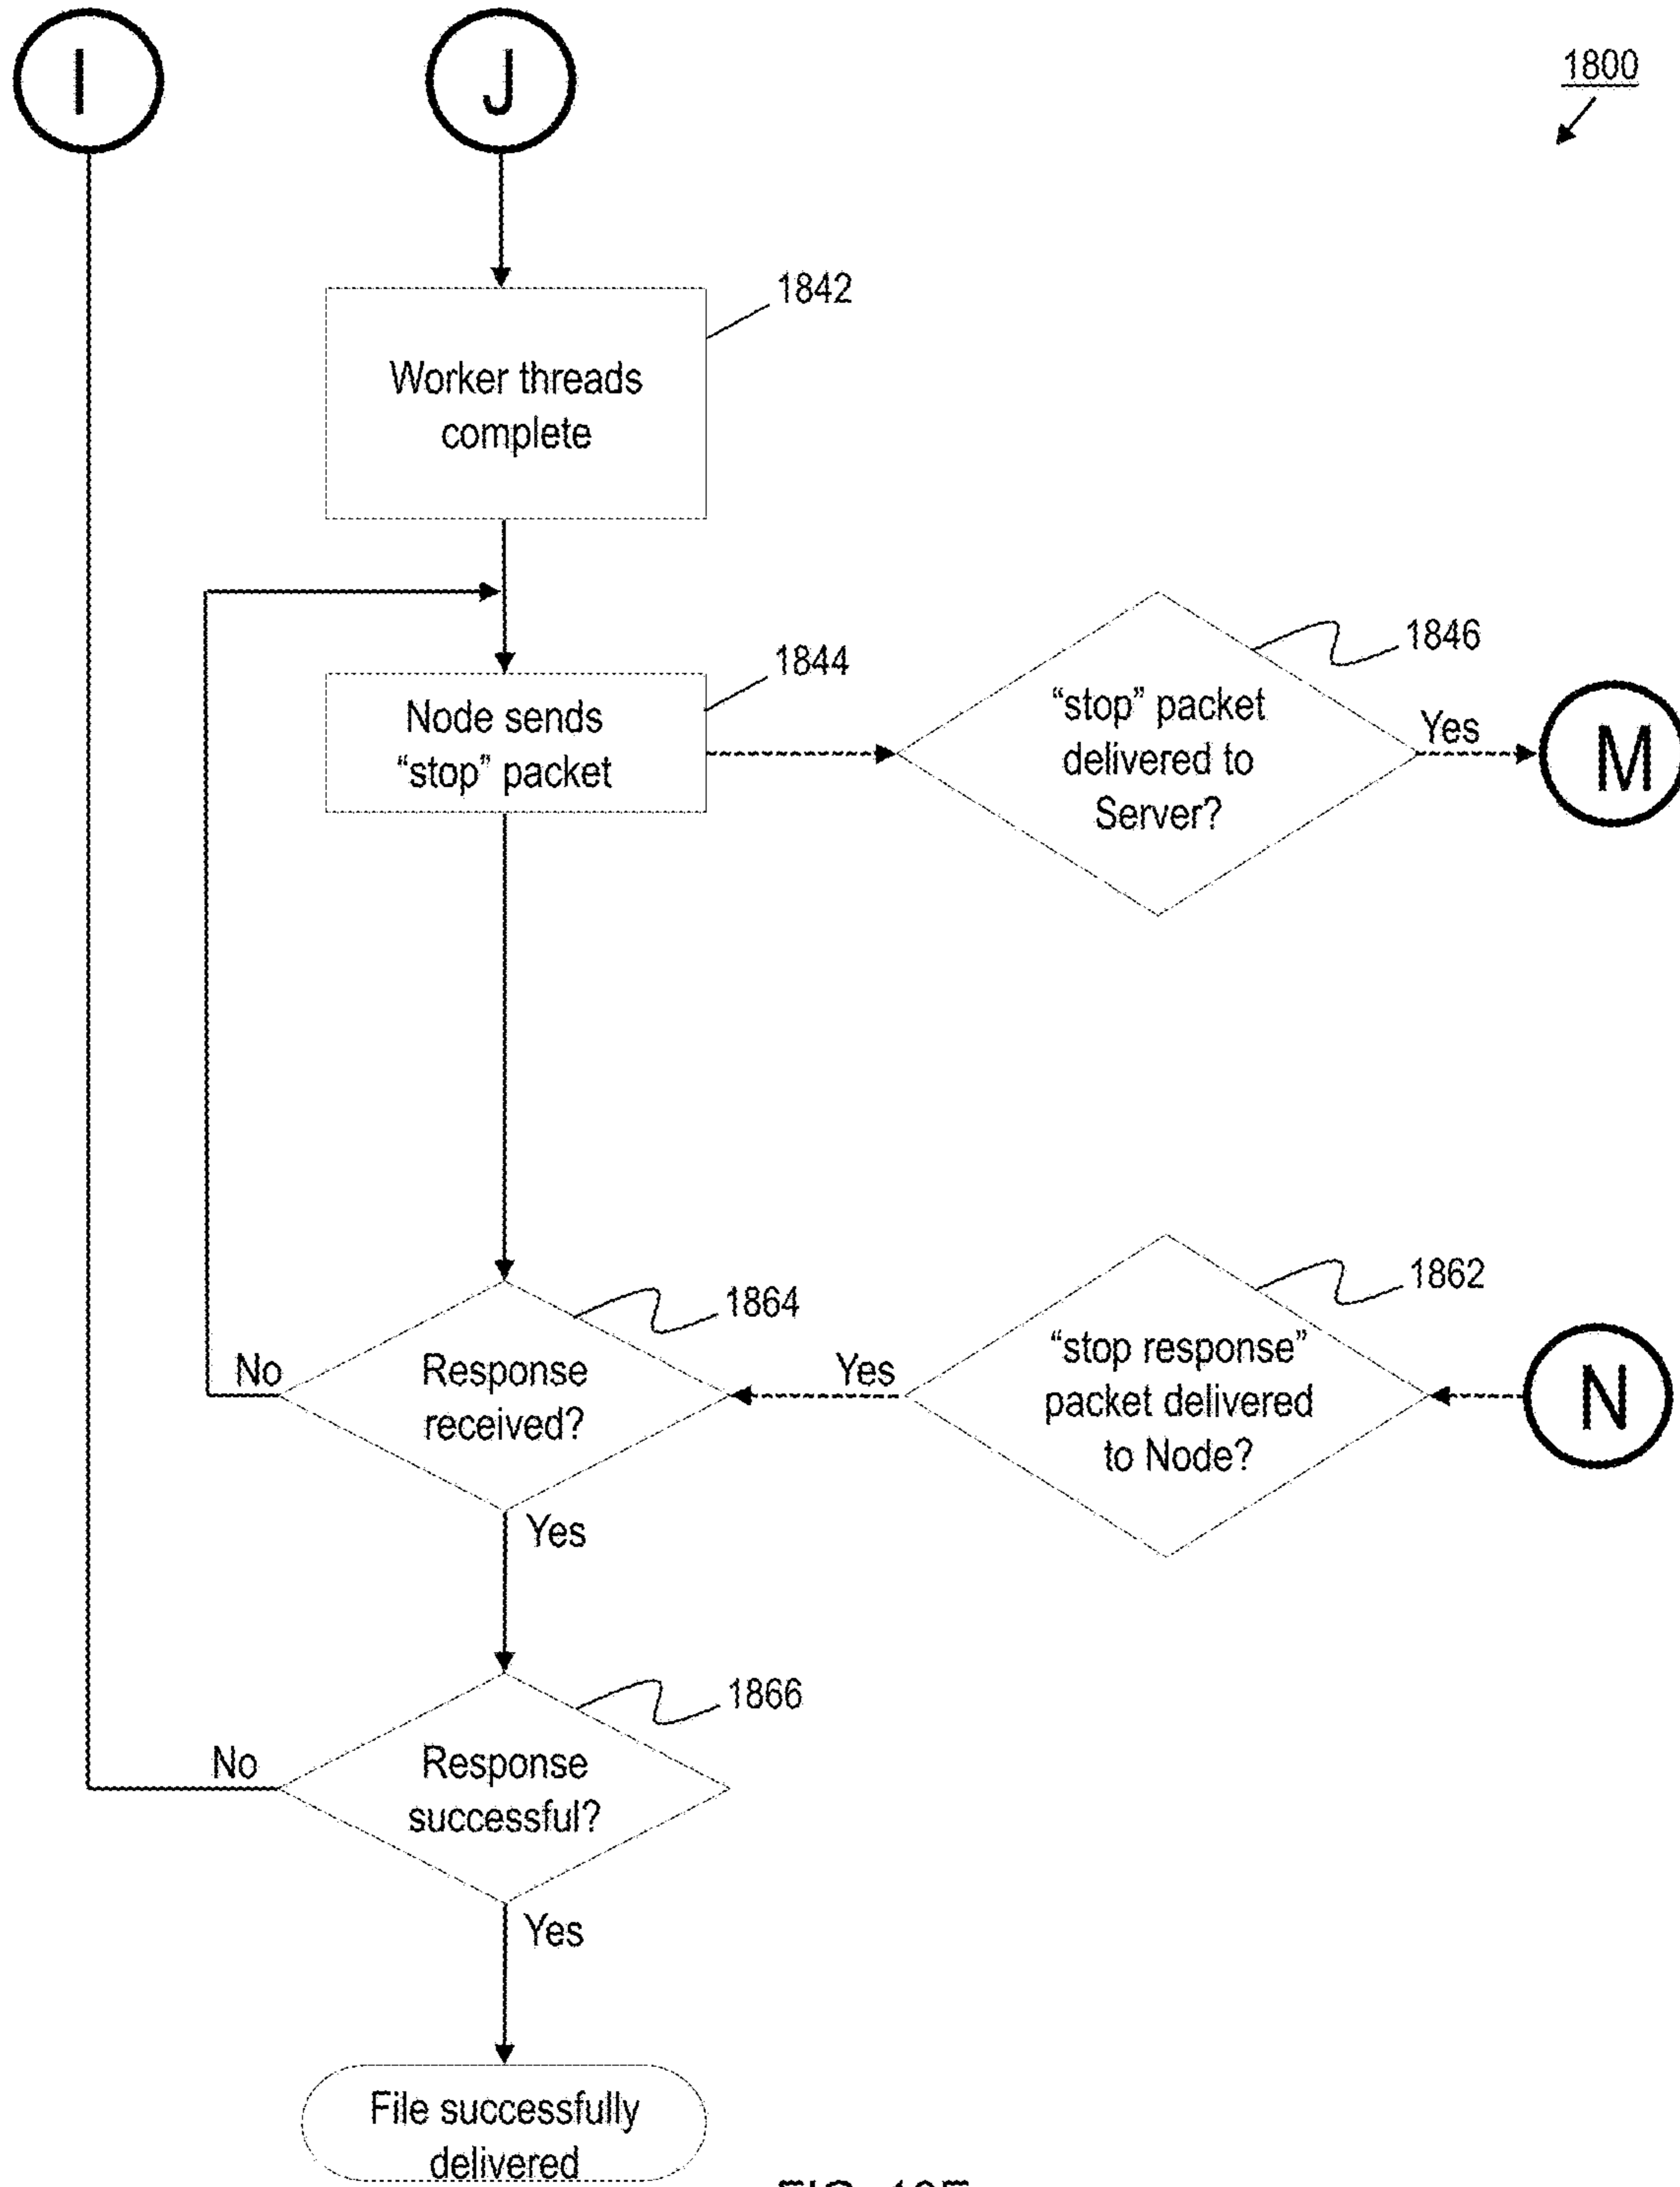 I
J
1800
1842
Worker threads
complete
1844
Node sends
“stop” packet
1846
“stop” packet
delivered to
Server?
Yes
M
1864
Response
received?
No
Yes
1862
“stop response”
packet delivered
to Node?
Yes
N
1866
Response
successful?
No
Yes
File successfully
delivered